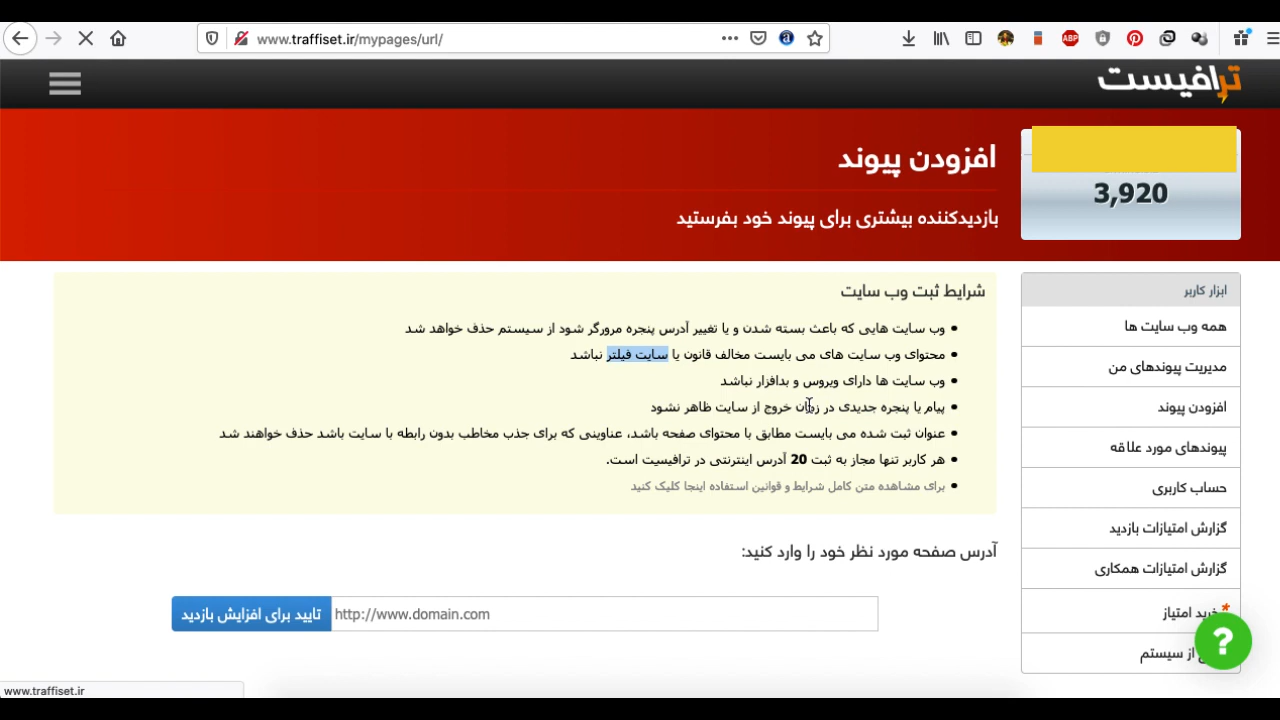 www.traffiset.ir/mypages/url/
ABP
ترافیست
افزودن پیوند
بازدیدکننده بیشتری برای پیوند خود بفرستید
3,920
ابزار کاربر
همه وب سایت ها
مدیریت پیوندهای من
افزودن پیوند
پیوندهای مورد علاقه
حساب کاربری
گزارش امتیازات بازدید
گزارش امتیازات همکاری
خرید امتیاز *
از سیستم
?
شرایط ثبت وب سایت
وب سایت هایی که باعث بسته شدن و یا تغییر آدرس پنجره مرورگر شود از سیستم حذف خواهد شد
محتوای وب سایت های می بایست مخالف قانون یا سایت فیلتر نباشد
وب سایت ها دارای ویروس و بدافزار نباشد
پیام یا پنجره جدیدی در زمان خروج از سایت ظاهر نشود
عنوان ثبت شده می بایست مطابق با محتوای صفحه باشد، عناوینی که برای جذب مخاطب بدون رابطه با سایت باشد حذف خواهند شد
هر کاربر تنها مجاز به ثبت 20 آدرس اینترنتی در ترافیسیت است.
برای مشاهده متن کامل شرایط و قوانین استفاده اینجا کلیک کنید
آدرس صفحه مورد نظر خود را وارد کنید:
http://www.domain.com
تایید برای افزایش بازدید
www.traffiset.ir